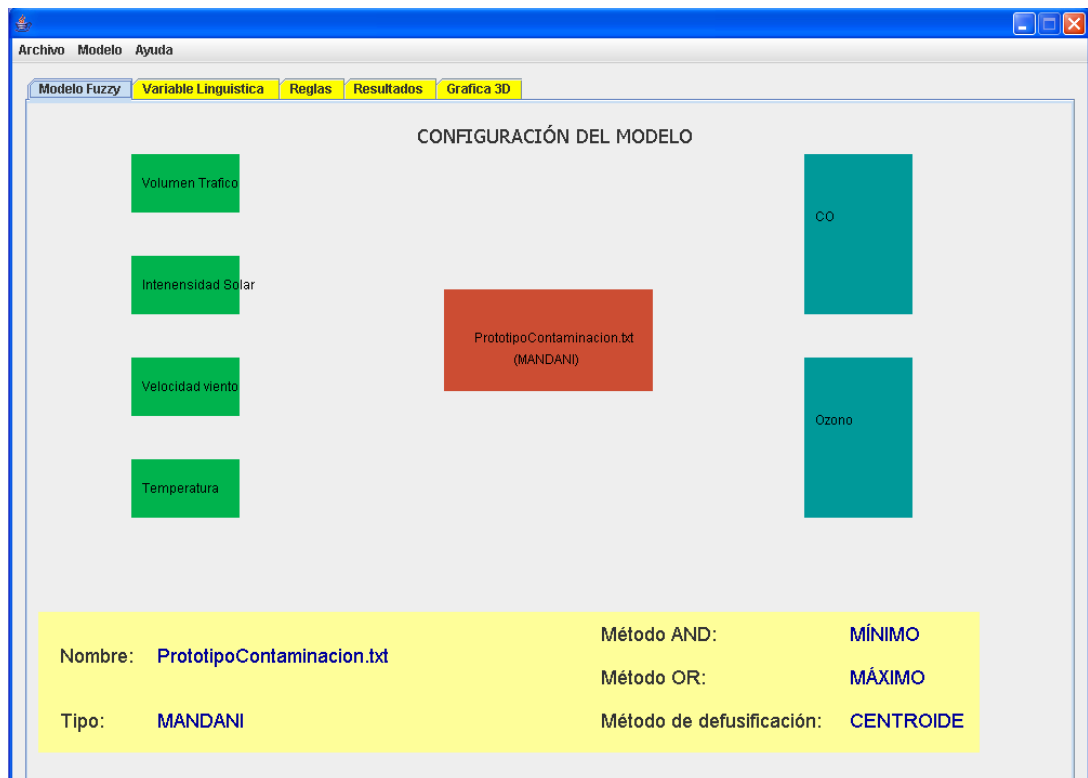 Archivo Modelo Ayuda
Modelo Fuzzy Variable Linguistica Reglas Resultados Grafica 3D
CONFIGURACIÓN DEL MODELO
Volumen Trafico
Intenensidad Solar
Velocidad viento
Temperatura
PrototipoContaminacion.txt
(MANDANI)
CO
Ozono
Nombre: PrototipoContaminacion.txt
Tipo: MANDANI
Método AND: MÍNIMO
Método OR: MÁXIMO
Método de defusificación: CENTROIDE